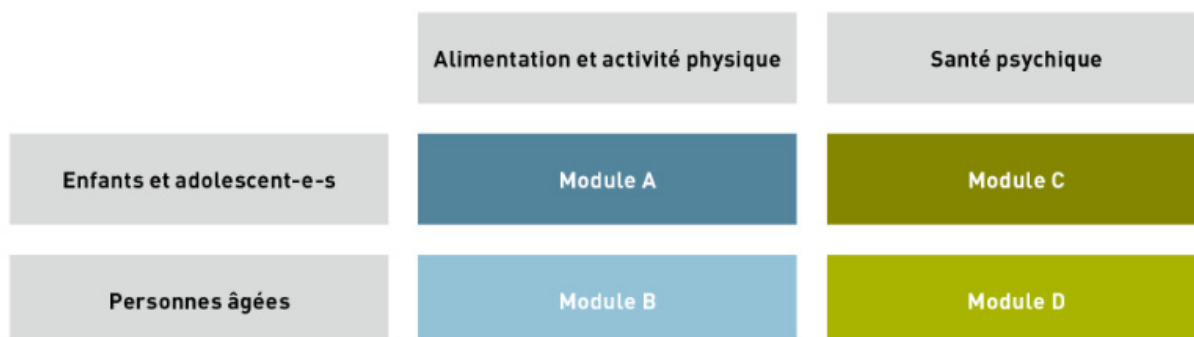 Alimentation et activité physique
Santé psychique
Enfants et adolescent-e-s
Module A
Module C
Personnes âgées
Module B
Module D